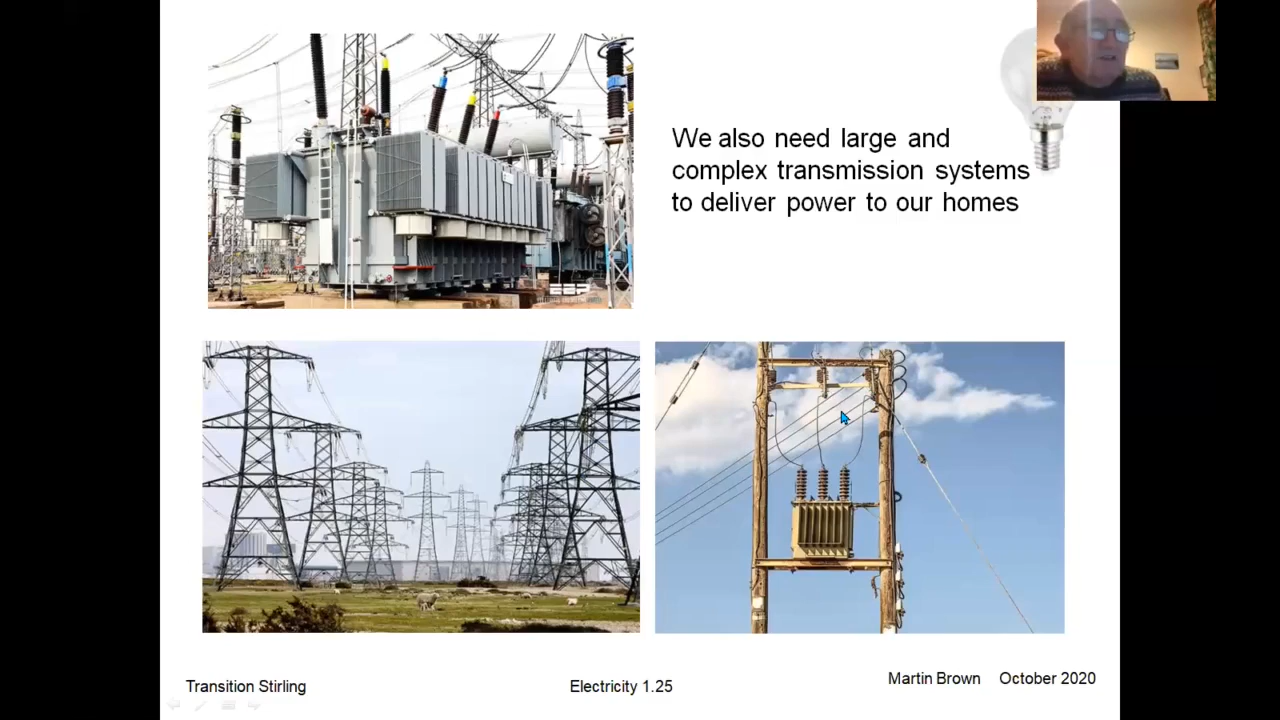 We also need large and
complex transmission systems
to deliver power to our homes
Transition Stirling
Electricity 1.25
Martin Brown October 2020